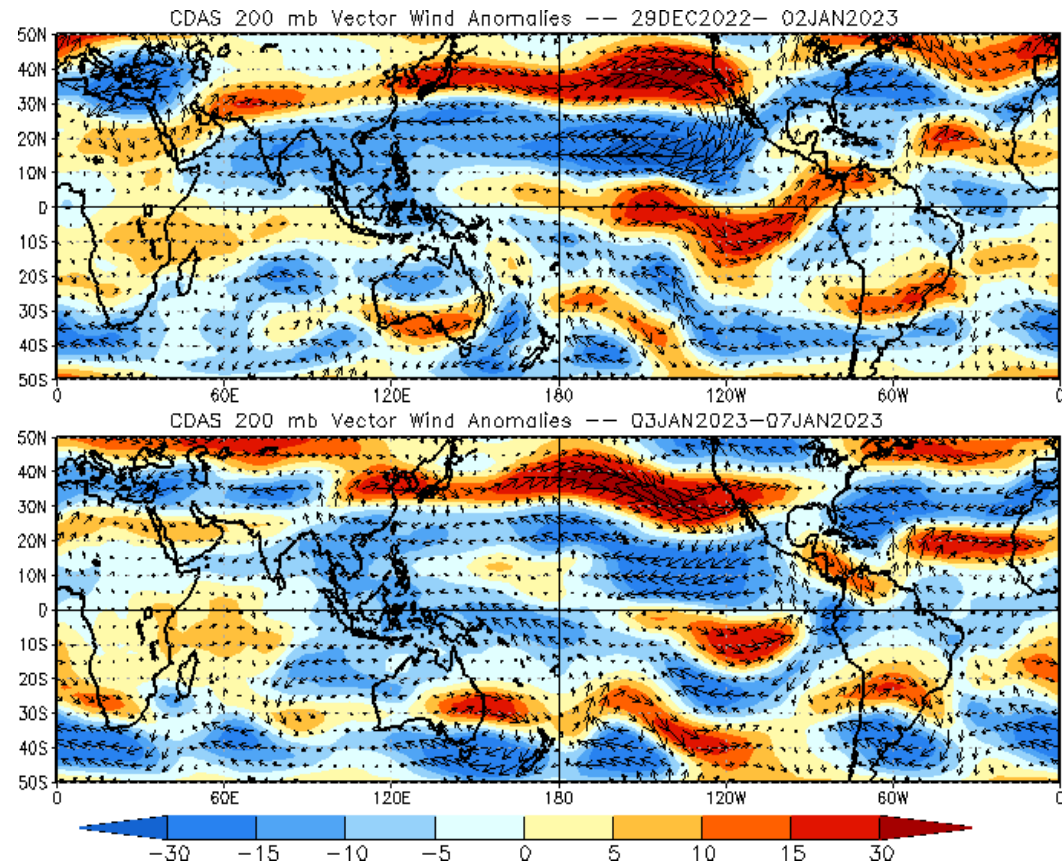 CDAS 200 mb Vector Wind Anomalies -- 29DEC2022- 02JAN2023
50N
40N
30N
20N
10N
0
10S
20S
30S
40S
50S
0 60E 120E 180 120W 60W 0
CDAS 200 mb Vector Wind Anomalies -- 03JAN2023-07JAN2023
50N
40N
30N
20N
10N
0
10S
20S
30S
40S
50S
0 60E 120E 180 120W 60W 0
-30 -15 -10 -5 0 5 10 15 30